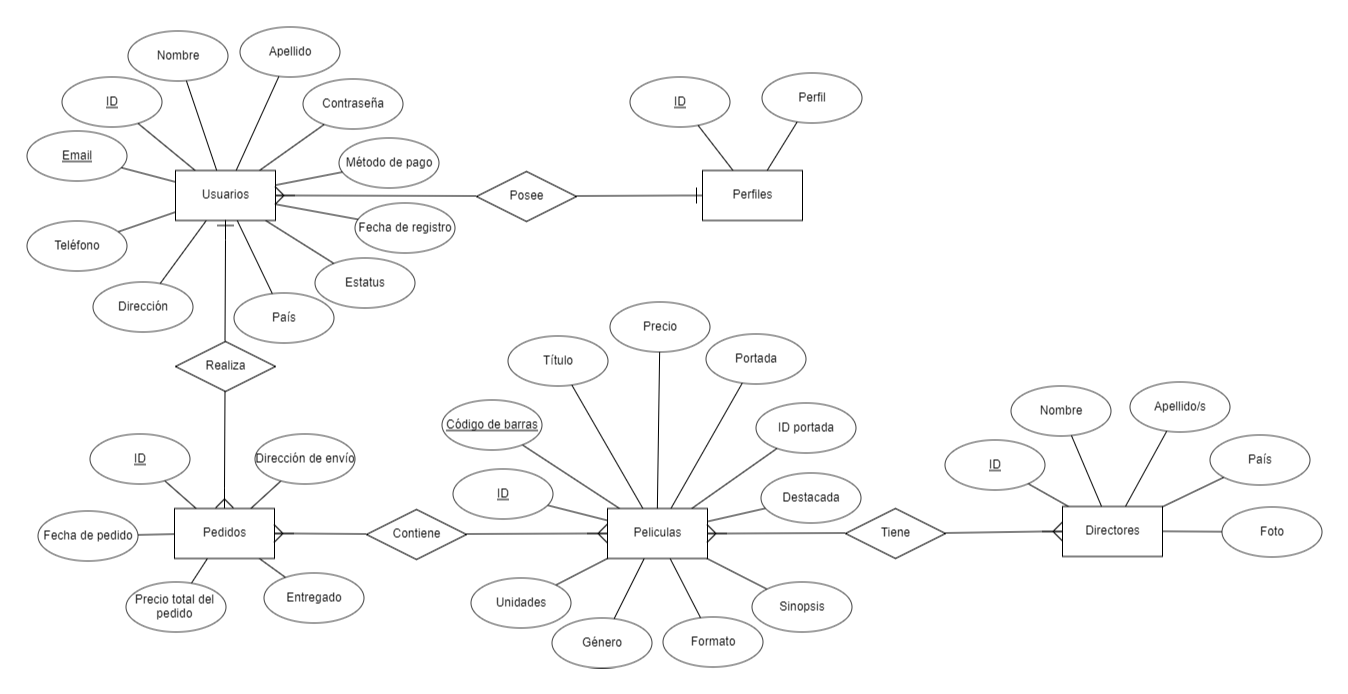 Nombre
Apellido
ID
Contraseña
Email
Método de pago
Usuarios
Fecha de registro
Teléfono
Estatus
Dirección
País
Posee
ID
Perfil
Perfiles
Realiza
ID
Dirección de envío
Pedidos
Fecha de pedido
Precio total del
pedido
Entregado
Contiene
Precio
Título
Portada
Código de barras
ID portada
ID
Destacada
Peliculas
Unidades
Sinopsis
Género
Formato
Tiene
Nombre
Apellido/s
ID
País
Directores
Foto